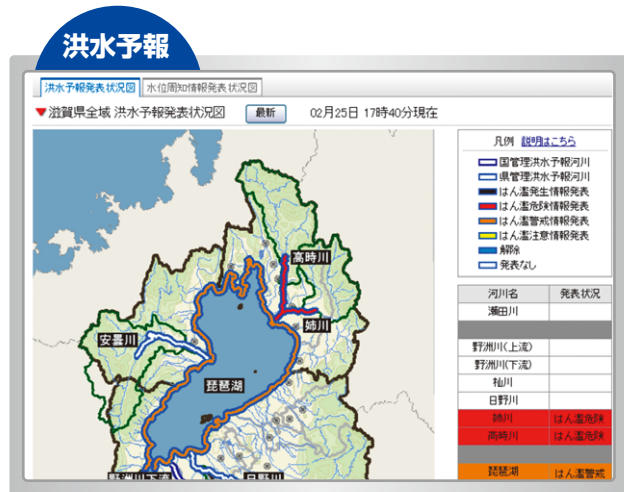 洪水予報
洪水予報発表状況図 水位周知情報発表状況図
▼滋賀県全域 洪水予報発表状況図 最新 02月25日 17時40分現在
凡例 説明はこちら
国管理洪水予報河川
県管理洪水予報河川
はん濫発生情報発表
はん濫危険情報発表
はん濫警戒情報発表
はん濫注意情報発表
解除
発表なし
高時川
姉川
安曇川
琵琶湖
野洲川下流
日野川
河川名 発表状況
瀬田川
野洲川(上流)
野洲川(下流)
杣川
日野川
姉川 はん濫危険
高時川 はん濫危険
琵琶湖 はん濫警戒